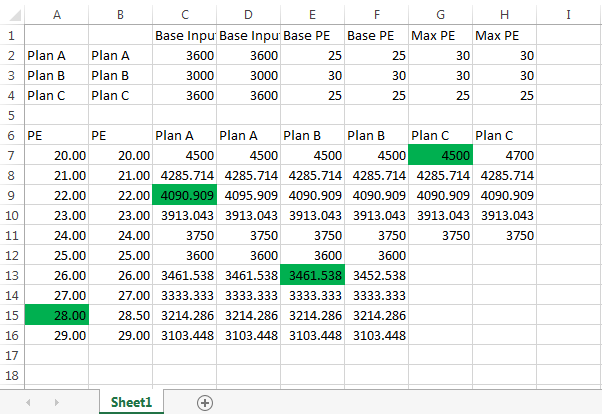 A B C D E F G H I
1 Base Inpu Base Inpu Base PE Base PE Max PE Max PE
2 Plan A Plan A 3600 3600 25 25 30 30
3 Plan B Plan B 3000 3000 30 30 30 30
4 Plan C Plan C 3600 3600 25 25 25 25
5
6 PE PE Plan A Plan A Plan B Plan B Plan C Plan C
7 20.00 20.00 4500 4500 4500 4500 4500 4700
8 21.00 21.00 4285.714 4285.714 4285.714 4285.714 4285.714 4285.714
9 22.00 22.00 4090.909 4095.909 4090.909 4090.909 4090.909 4090.909
10 23.00 23.00 3913.043 3913.043 3913.043 3913.043 3913.043 3913.043
11 24.00 24.00 3750 3750 3750 3750 3750 3750
12 25.00 25.00 3600 3600 3600 3600
13 26.00 26.00 3461.538 3461.538 3461.538 3452.538
14 27.00 27.00 3333.333 3333.333 3333.333 3333.333
15 28.00 28.50 3214.286 3214.286 3214.286 3214.286
16 29.00 29.00 3103.448 3103.448 3103.448 3103.448
17
18
Sheet1